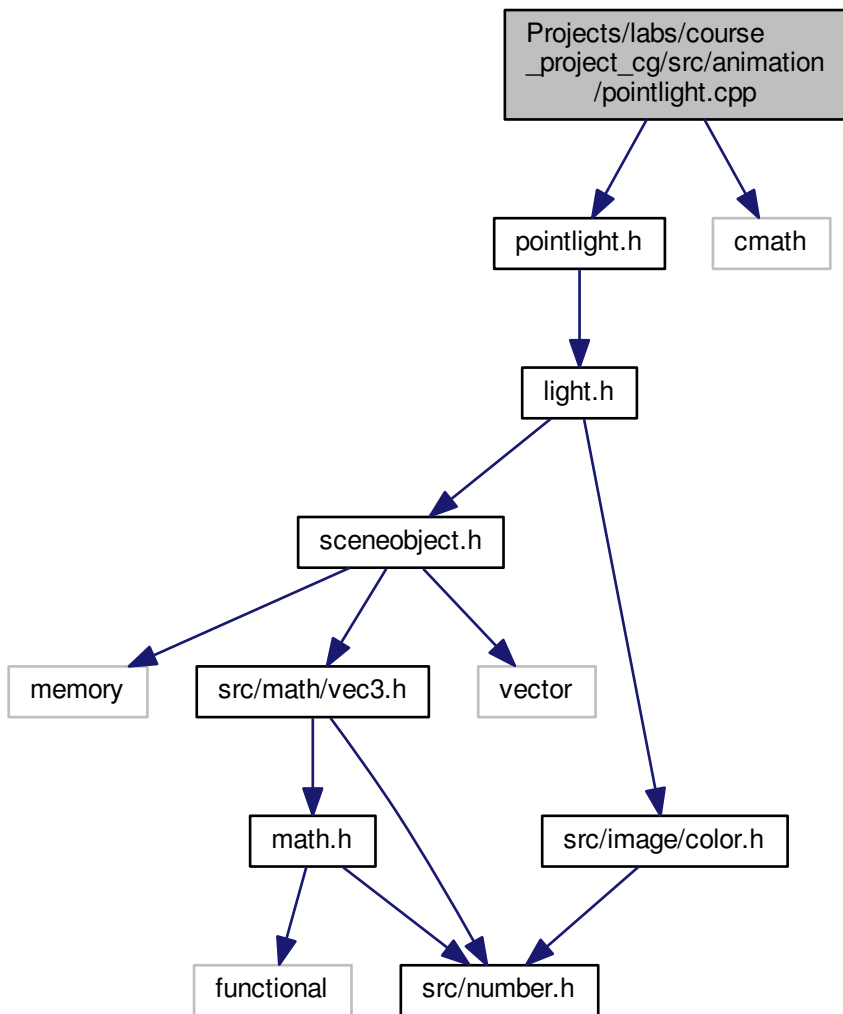 Projects/labs/course
_project_cg/src/animation
/pointlight.cpp
pointlight.h
cmath
light.h
sceneobject.h
memory
src/math/vec3.h
vector
math.h
src/image/color.h
functional
src/number.h